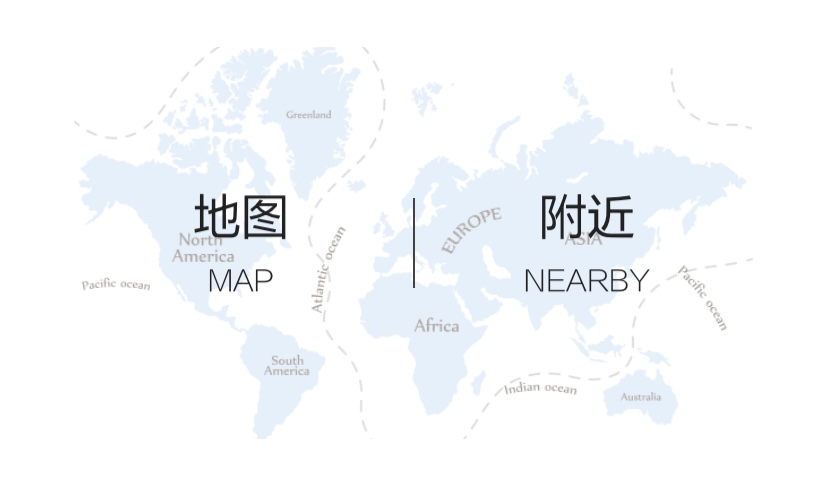 Greenland
地图
附近
North
America
EUROPE
ASIA
MAP
NEARBY
Atlantic ocean
Pacific ocean
Pacific ocean
Africa
South
America
Indian ocean
Australia